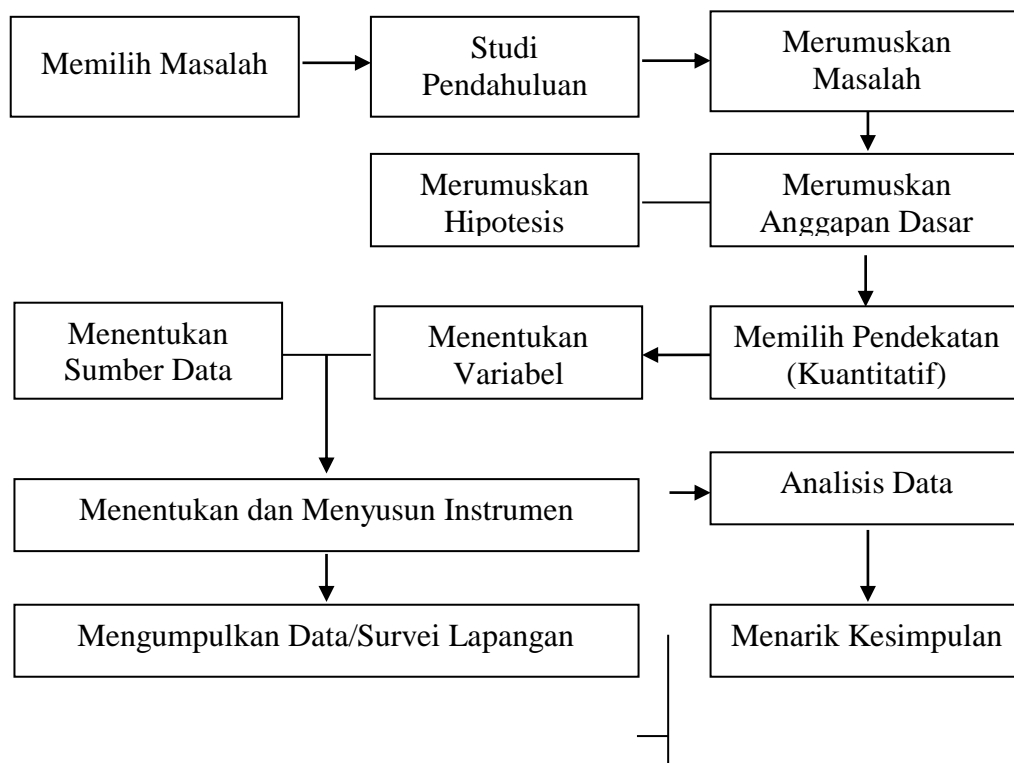 Memilih Masalah
Studi
Pendahuluan
Merumuskan
Masalah
Merumuskan
Hipotesis
Merumuskan
Anggapan Dasar
Menentukan
Sumber Data
Menentukan
Variabel
Memilih Pendekatan
(Kuantitatif)
Menentukan dan Menyusun Instrumen
Analisis Data
Mengumpulkan Data/Survei Lapangan
Menarik Kesimpulan